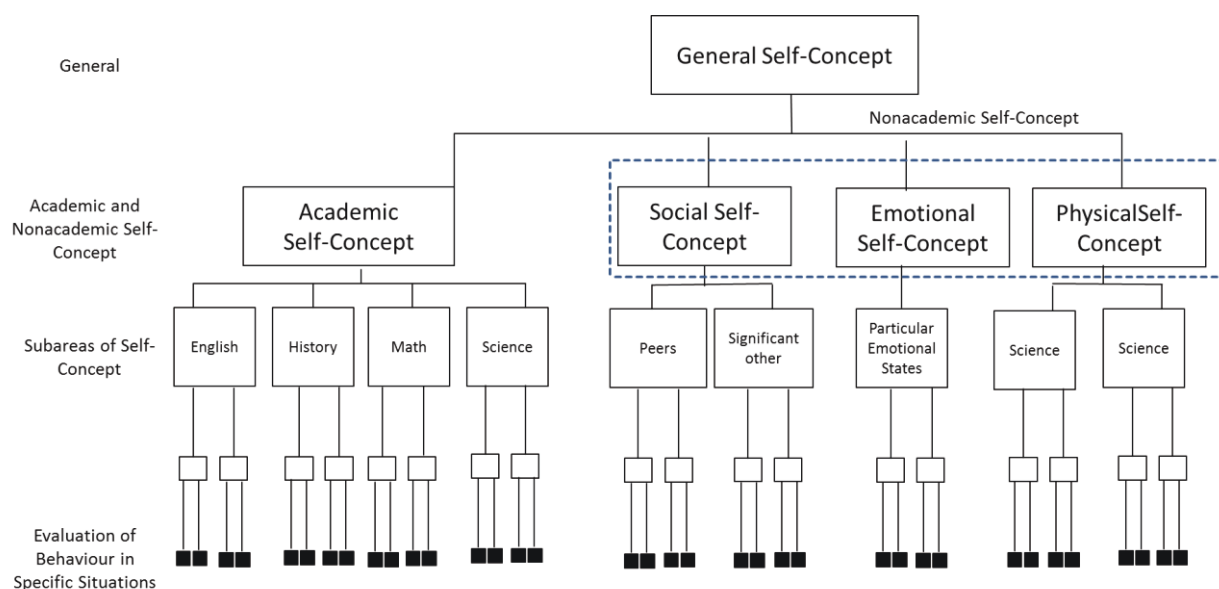 General Self-Concept
General
Nonacademic Self-Concept
Academic and
Nonacademic Self-
Concept
Academic
Self-Concept
Social Self-
Concept
Emotional
Self-Concept
PhysicalSelf-
Concept
Subareas of Self-
Concept
English
History
Math
Science
Peers
Significant
other
Particular
Emotional
States
Science
Science
Evaluation of
Behaviour in
Specific Situations